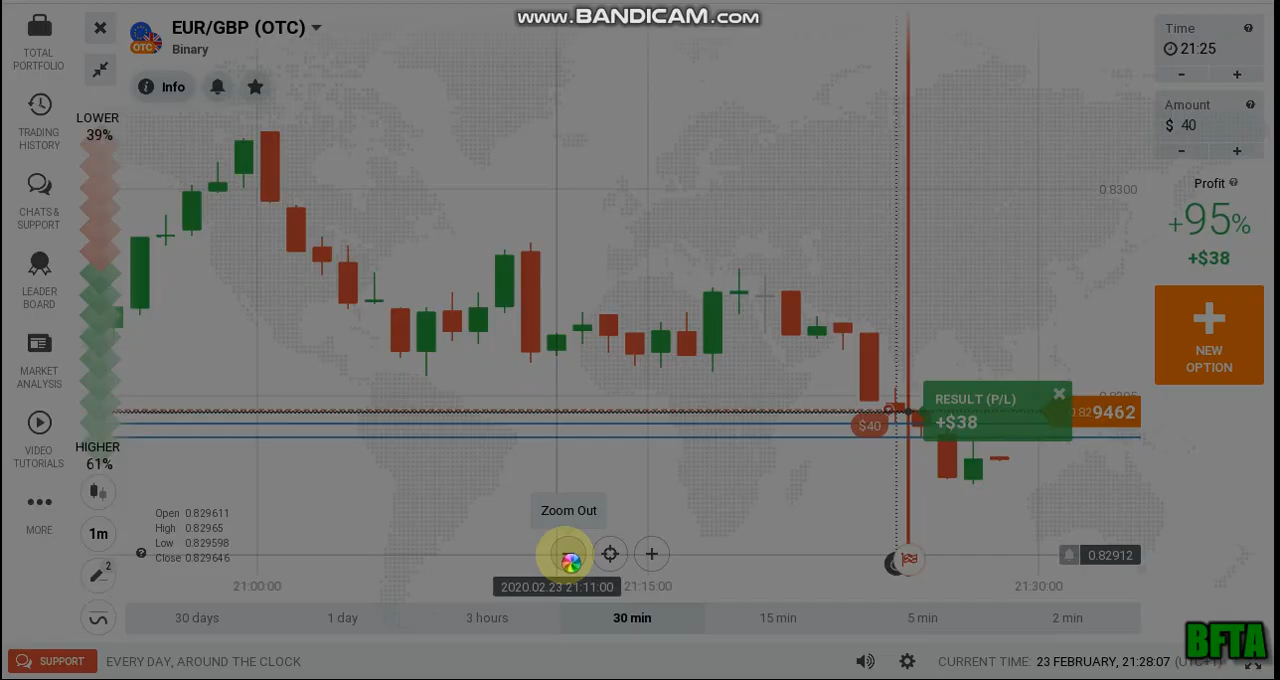 www.BANDICAM.com
TOTAL
PORTFOLIO
TRADING
HISTORY
CHATS &
SUPPORT
LEADER
BOARD
MARKET
ANALYSIS
VIDEO
TUTORIALS
MORE
EUR/GBP (OTC)
OTC
Binary
Info
LOWER
39%
HIGHER
61%
1m
2
Open 0.829611
High 0.82965
Low 0.829598
Close 0.829646
0.8300
$40
RESULT (P/L)
+$38
0.829462
Zoom Out
2020.02.23 21:11:00
0.82912
21:00:00
21:15:00
21:30:00
30 days
1 day
3 hours
30 min
15 min
5 min
2 min
Time
21:25
- +
Amount
$ 40
- +
Profit
+95%
+$38
NEW
OPTION
BFTA
SUPPORT
EVERY DAY, AROUND THE CLOCK
CURRENT TIME: 23 FEBRUARY, 21:28:07